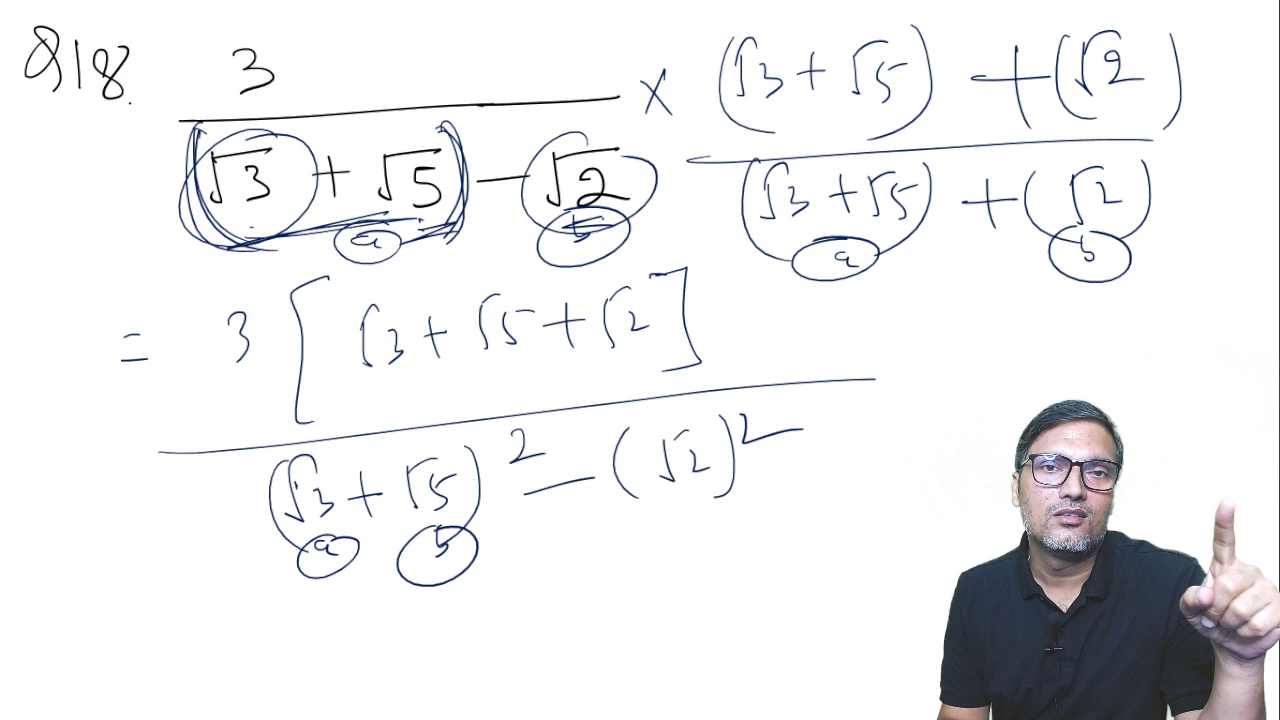 Q18. 3 × (√3 + √5) + (√2)
(√3 + √5) - √2 (√3 + √5) + (√2)
a b a b
= 3 [ √3 + √5 + √2 ]
(√3 + √5)² - (√2)²
a b